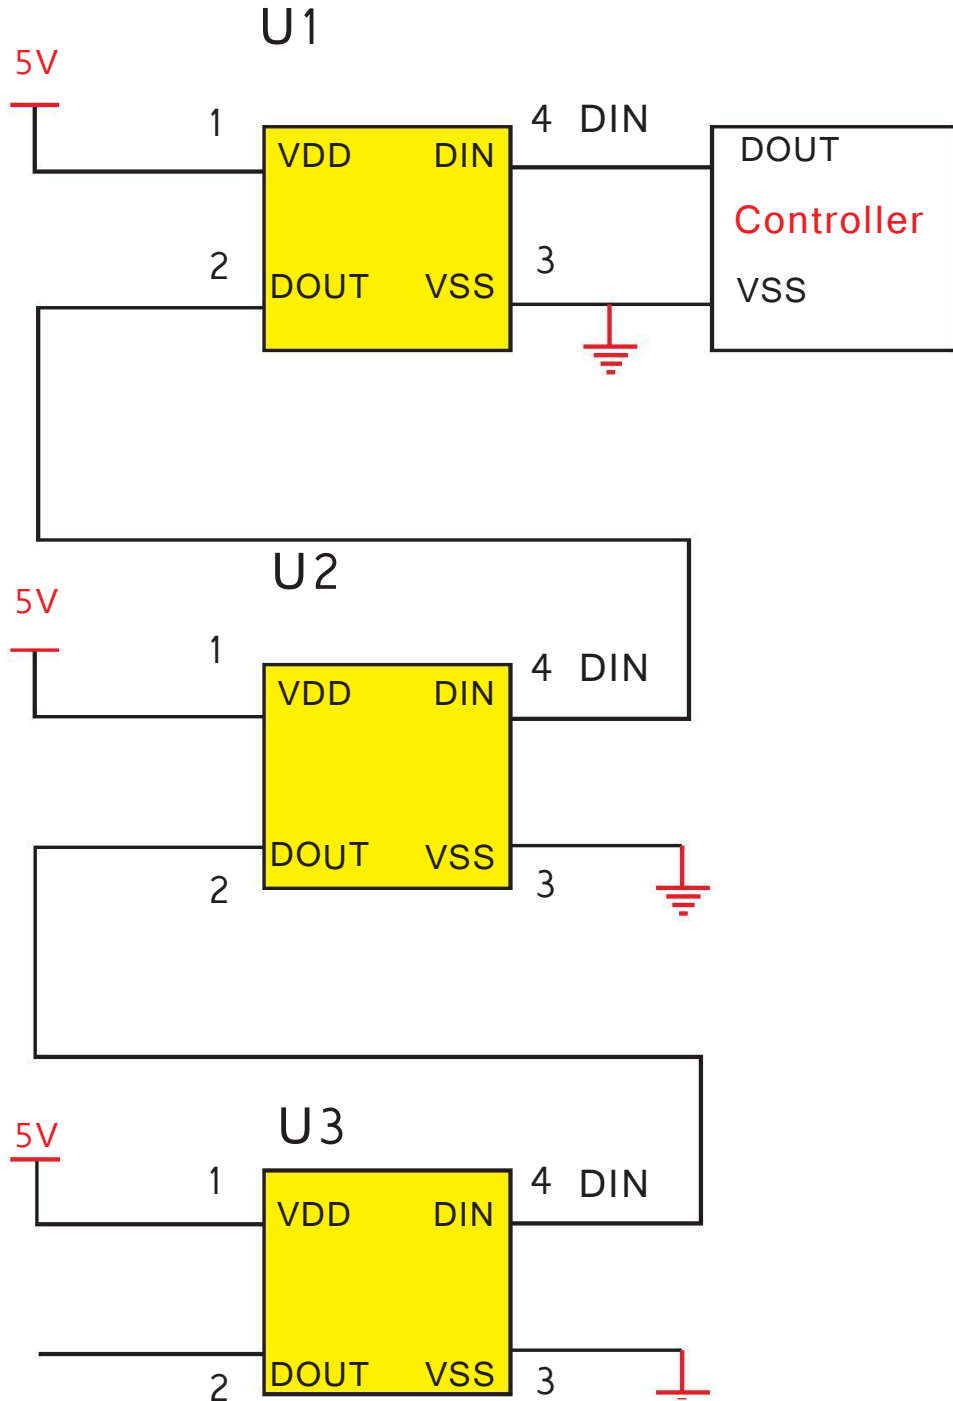 U1
5V
1
4 DIN
VDD DIN
DOUT
Controller
2
3
DOUT VSS
VSS
U2
5V
1
4 DIN
VDD DIN
DOUT VSS
2
3
U3
5V
1
4 DIN
VDD DIN
DOUT VSS
2
3